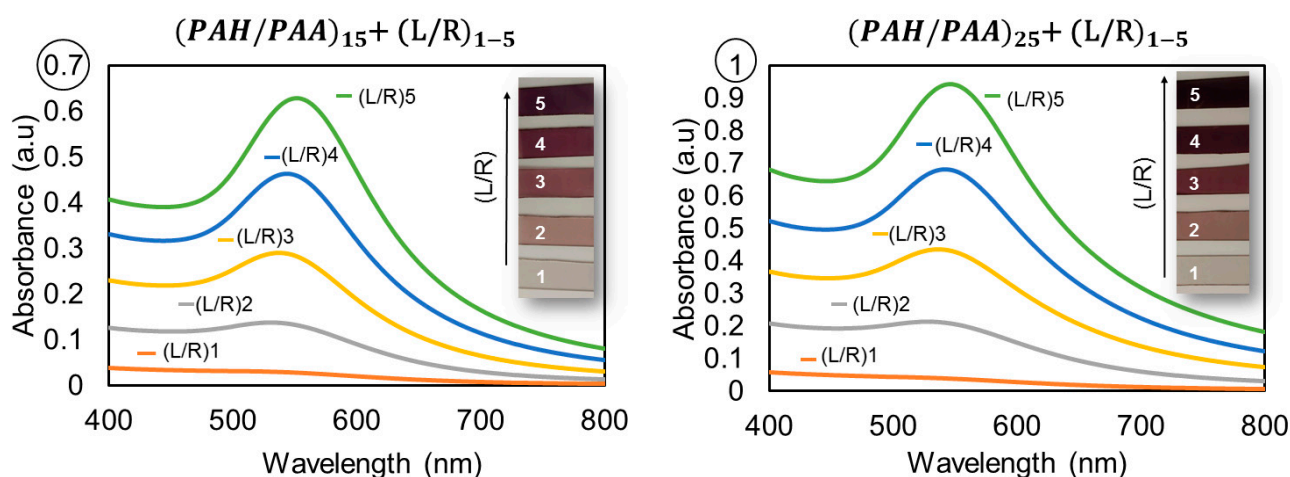 (PAH/PAA)₁₅+ (L/R)₁₋₅
0.7
0.6
0.5
0.4
0.3
0.2
0.1
0
Absorbance (a.u)
(L/R)5
(L/R)4
(L/R)3
(L/R)2
(L/R)1
(L/R)
5
4
3
2
1
400
500
600
700
800
Wavelength (nm)
(PAH/PAA)₂₅+ (L/R)₁₋₅
1
0.9
0.8
0.7
0.6
0.5
0.4
0.3
0.2
0.1
0
Absorbance (a.u)
(L/R)5
(L/R)4
(L/R)3
(L/R)2
(L/R)1
(L/R)
5
4
3
2
1
400
500
600
700
800
Wavelength (nm)